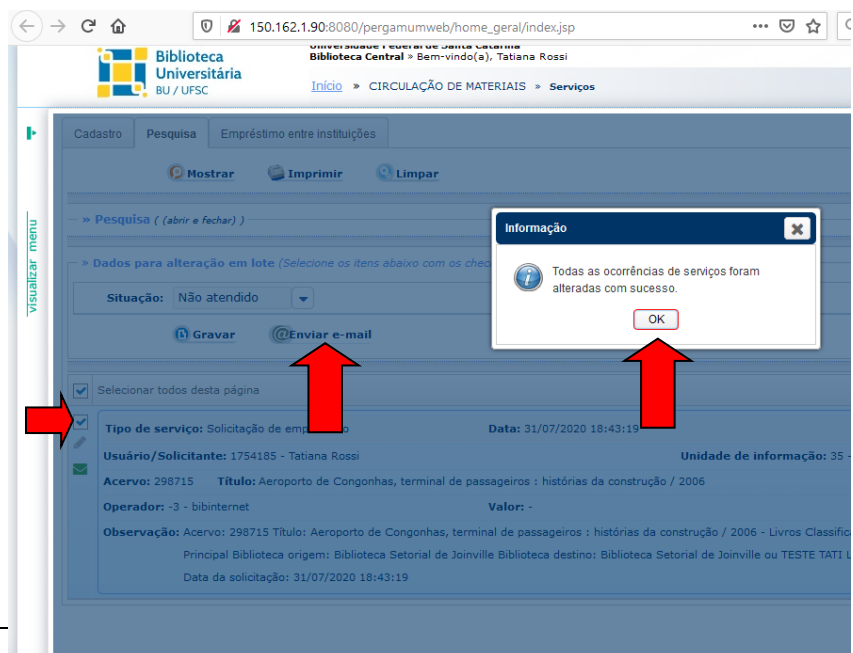 150.162.1.90:8080/pergamumweb/home_geral/index.jsp
Universidade Federal de Santa Catarina
Biblioteca Universitária BU / UFSC
Biblioteca Central » Bem-vindo(a), Tatiana Rossi
Início » CIRCULAÇÃO DE MATERIAIS » Serviços
visualizar menu
Cadastro Pesquisa Empréstimo entre instituições
Mostrar Imprimir Limpar
» Pesquisa ( (abrir e fechar) )
» Dados para alteração em lote (Selecione os itens abaixo com os chec
Situação: Não atendido
Gravar @Enviar e-mail
Informação
Todas as ocorrências de serviços foram
alteradas com sucesso.
OK
Selecionar todos desta página
Tipo de serviço: Solicitação de Data: 31/07/2020 18:43:19
Usuário/Solicitante: 1754185 - Tatiana Rossi Unidade de informação: 35 -
Acervo: 298715 Título: Aeroporto de Congonhas, terminal de passageiros : histórias da construção / 2006
Operador: -3 - bibinternet Valor: -
Observação: Acervo: 298715 Título: Aeroporto de Congonhas, terminal de passageiros : histórias da construção / 2006 - Livros Classific
Principal Biblioteca origem: Biblioteca Setorial de Joinville Biblioteca destino: Biblioteca Setorial de Joinville ou TESTE TATI L
Data da solicitação: 31/07/2020 18:43:19